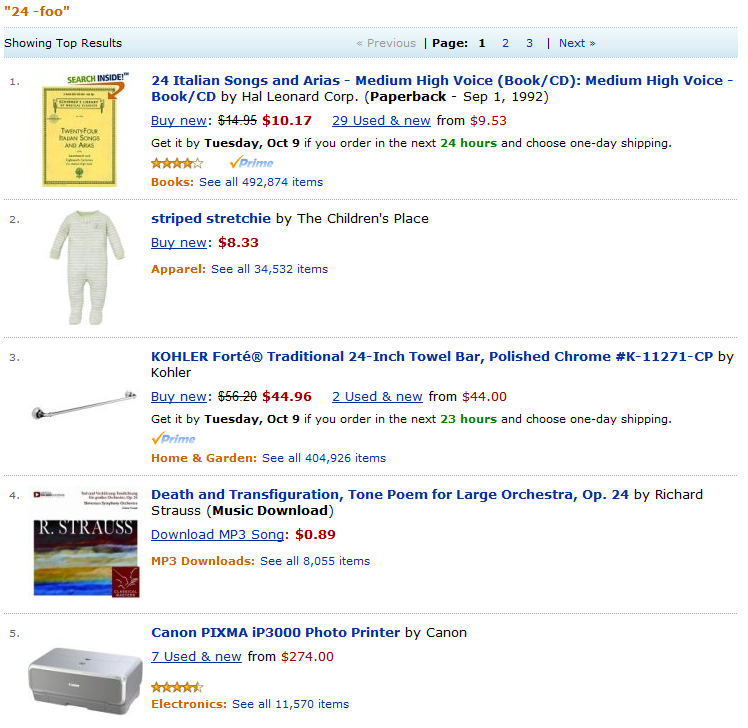 "24 -foo"
Showing Top Results « Previous | Page: 1 2 3 | Next »
1.
SEARCH INSIDE!™
TWENTY-FOUR
ITALIAN SONGS
AND ARIAS
24 Italian Songs and Arias - Medium High Voice (Book/CD): Medium High Voice -
Book/CD by Hal Leonard Corp. (Paperback - Sep 1, 1992)
Buy new: $14.95 $10.17 29 Used & new from $9.53
Get it by Tuesday, Oct 9 if you order in the next 24 hours and choose one-day shipping.
Prime
Books: See all 492,874 items
2.
striped stretchie by The Children's Place
Buy new: $8.33
Apparel: See all 34,532 items
3.
KOHLER Forté® Traditional 24-Inch Towel Bar, Polished Chrome #K-11271-CP by
Kohler
Buy new: $56.20 $44.96 2 Used & new from $44.00
Get it by Tuesday, Oct 9 if you order in the next 23 hours and choose one-day shipping.
Prime
Home & Garden: See all 404,926 items
4.
R. STRAUSS
CLASSICAL
MASTERS
Death and Transfiguration, Tone Poem for Large Orchestra, Op. 24 by Richard
Strauss (Music Download)
Download MP3 Song: $0.89
MP3 Downloads: See all 8,055 items
5.
Canon
Canon PIXMA iP3000 Photo Printer by Canon
7 Used & new from $274.00
Electronics: See all 11,570 items